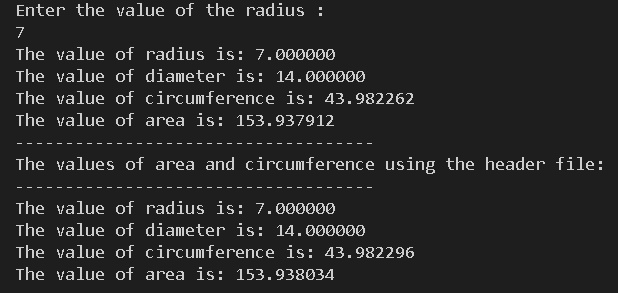 Enter the value of the radius :
7
The value of radius is: 7.000000
The value of diameter is: 14.000000
The value of circumference is: 43.982262
The value of area is: 153.937912
------------------------------------
The values of area and circumference using the header file:
------------------------------------
The value of radius is: 7.000000
The value of diameter is: 14.000000
The value of circumference is: 43.982296
The value of area is: 153.938034